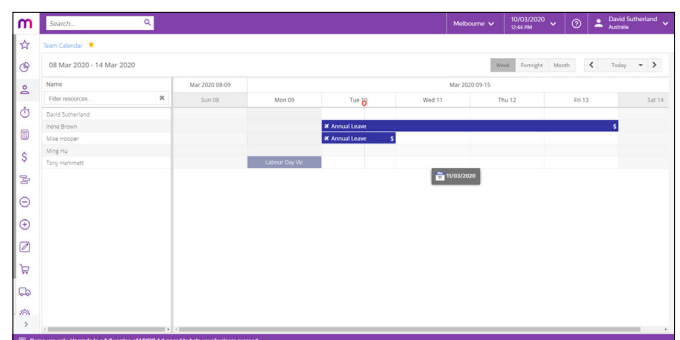 m
Search...
Melbourne
10/03/2020
12:44 PM
David Sutherland
Australia
Team Calendar
08 Mar 2020 - 14 Mar 2020
Week Fortnight Month
Today
Name
Mar 2020 08-09
Mar 2020 09-15
Filter resources...
Sun 08
Mon 09
Tue 10
Wed 11
Thu 12
Fri 13
Sat 14
David Sutherland
Irena Brown
Annual Leave
$
Mike Hooper
Annual Leave
$
Ming Hu
Tony Hammett
Labour Day Vic
11/03/2020